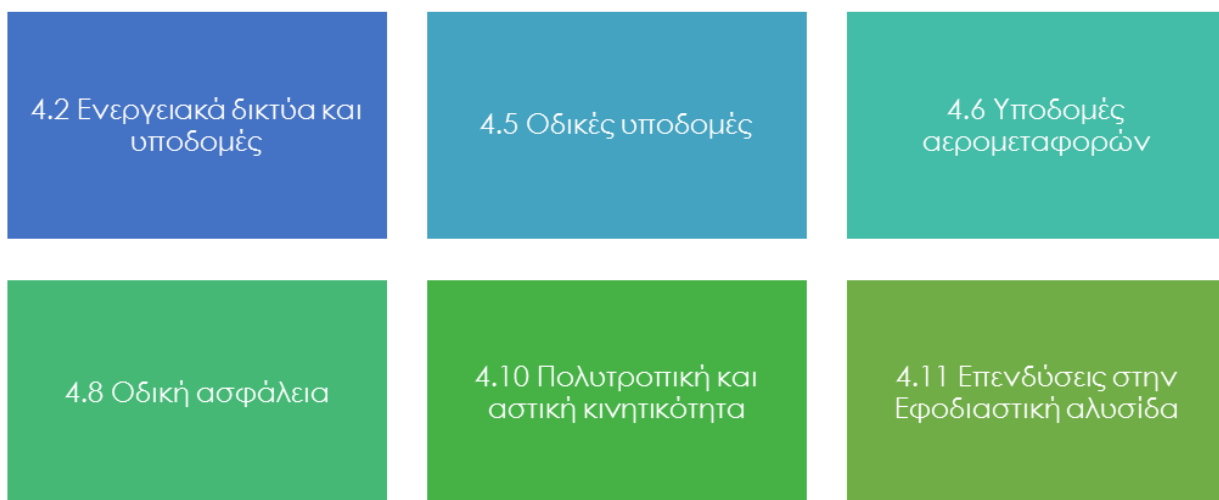 4.2 Ενεργειακά δικτύα και
υποδομές
4.5 Οδικές υποδομές
4.6 Υποδομές
αερομεταφορών
4.8 Οδική ασφάλεια
4.10 Πολυτροπική και
αστική κινητικότητα
4.11 Επενδύσεις στην
Εφοδιαστική αλυσίδα